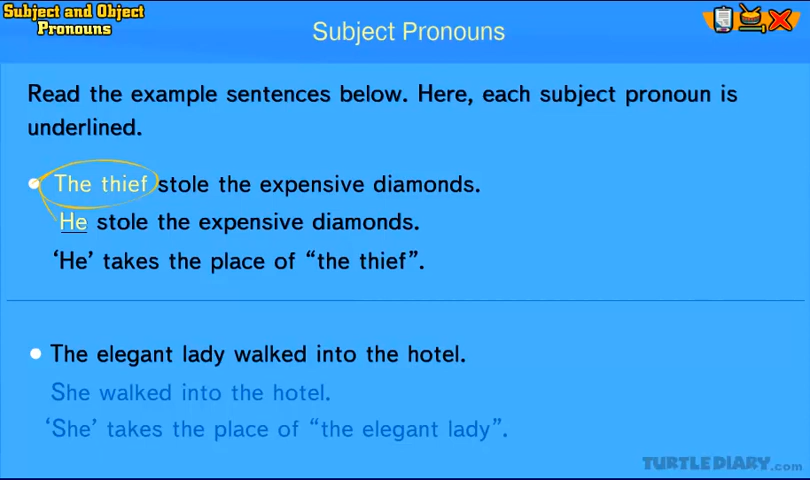 Subject and Object
Pronouns
Subject Pronouns
Read the example sentences below. Here, each subject pronoun is
underlined.
The thief stole the expensive diamonds.
He stole the expensive diamonds.
‘He’ takes the place of “the thief”.
The elegant lady walked into the hotel.
She walked into the hotel.
‘She’ takes the place of “the elegant lady”.
TURTLE DIARY.com